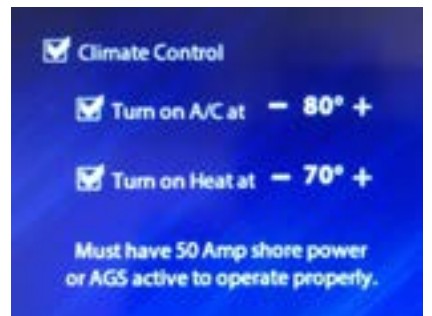 Climate Control
Turn on A/C at − 80° +
Turn on Heat at − 70° +
Must have 50 Amp shore power
or AGS active to operate properly.